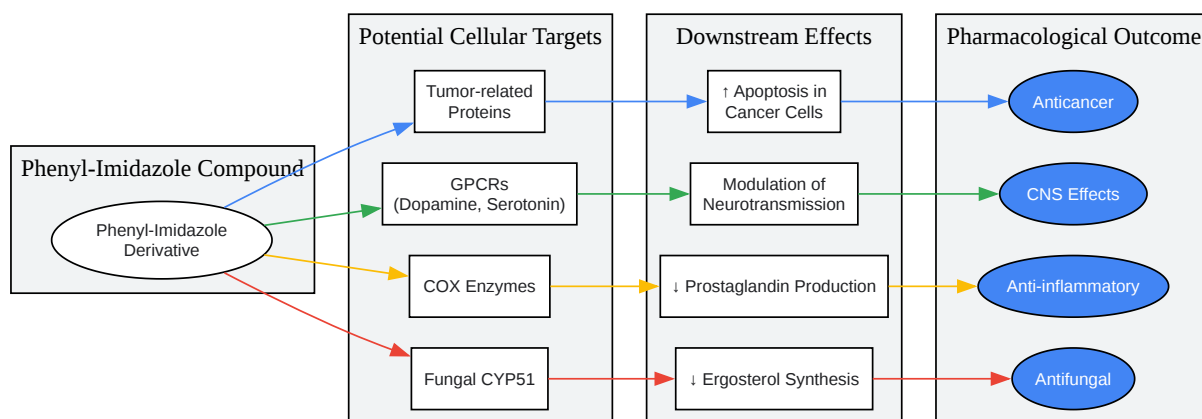 Potential Cellular Targets
Downstream Effects
Pharmacological Outcome
Tumor-related
Proteins
↑ Apoptosis in
Cancer Cells
Anticancer
Phenyl-Imidazole Compound
GPCRs
(Dopamine, Serotonin)
Modulation of
Neurotransmission
CNS Effects
Phenyl-Imidazole
Derivative
COX Enzymes
↓ Prostaglandin Production
Anti-inflammatory
Fungal CYP51
↓ Ergosterol Synthesis
Antifungal